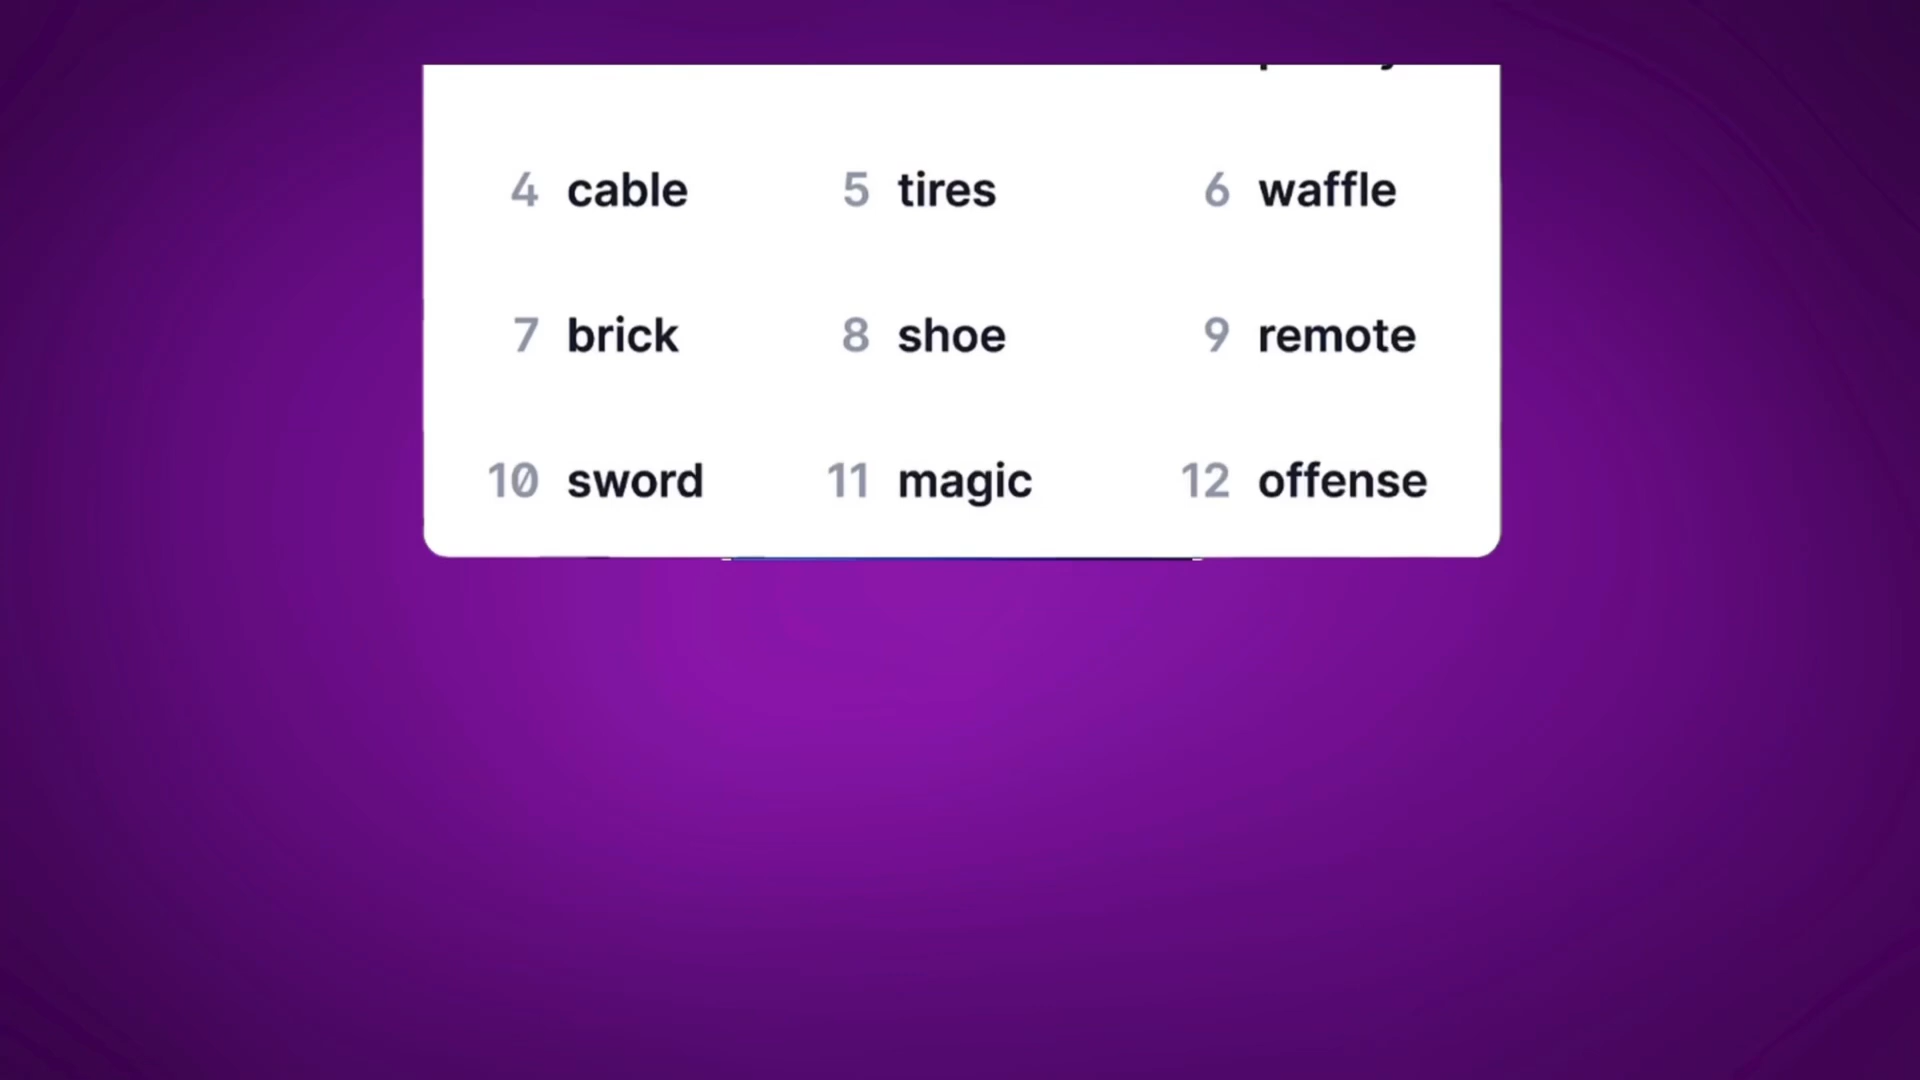 4 cable 5 tires 6 waffle
7 brick 8 shoe 9 remote
10 sword 11 magic 12 offense